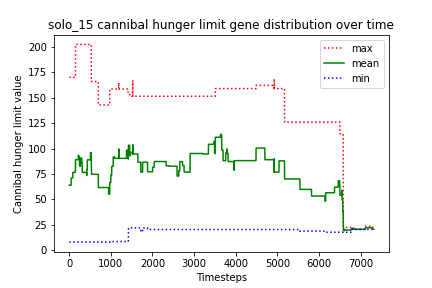 solo_15 cannibal hunger limit gene distribution over time
200
175
150
125
100
75
50
25
0
Cannibal hunger limit value
max
mean
min
0 1000 2000 3000 4000 5000 6000 7000
Timesteps